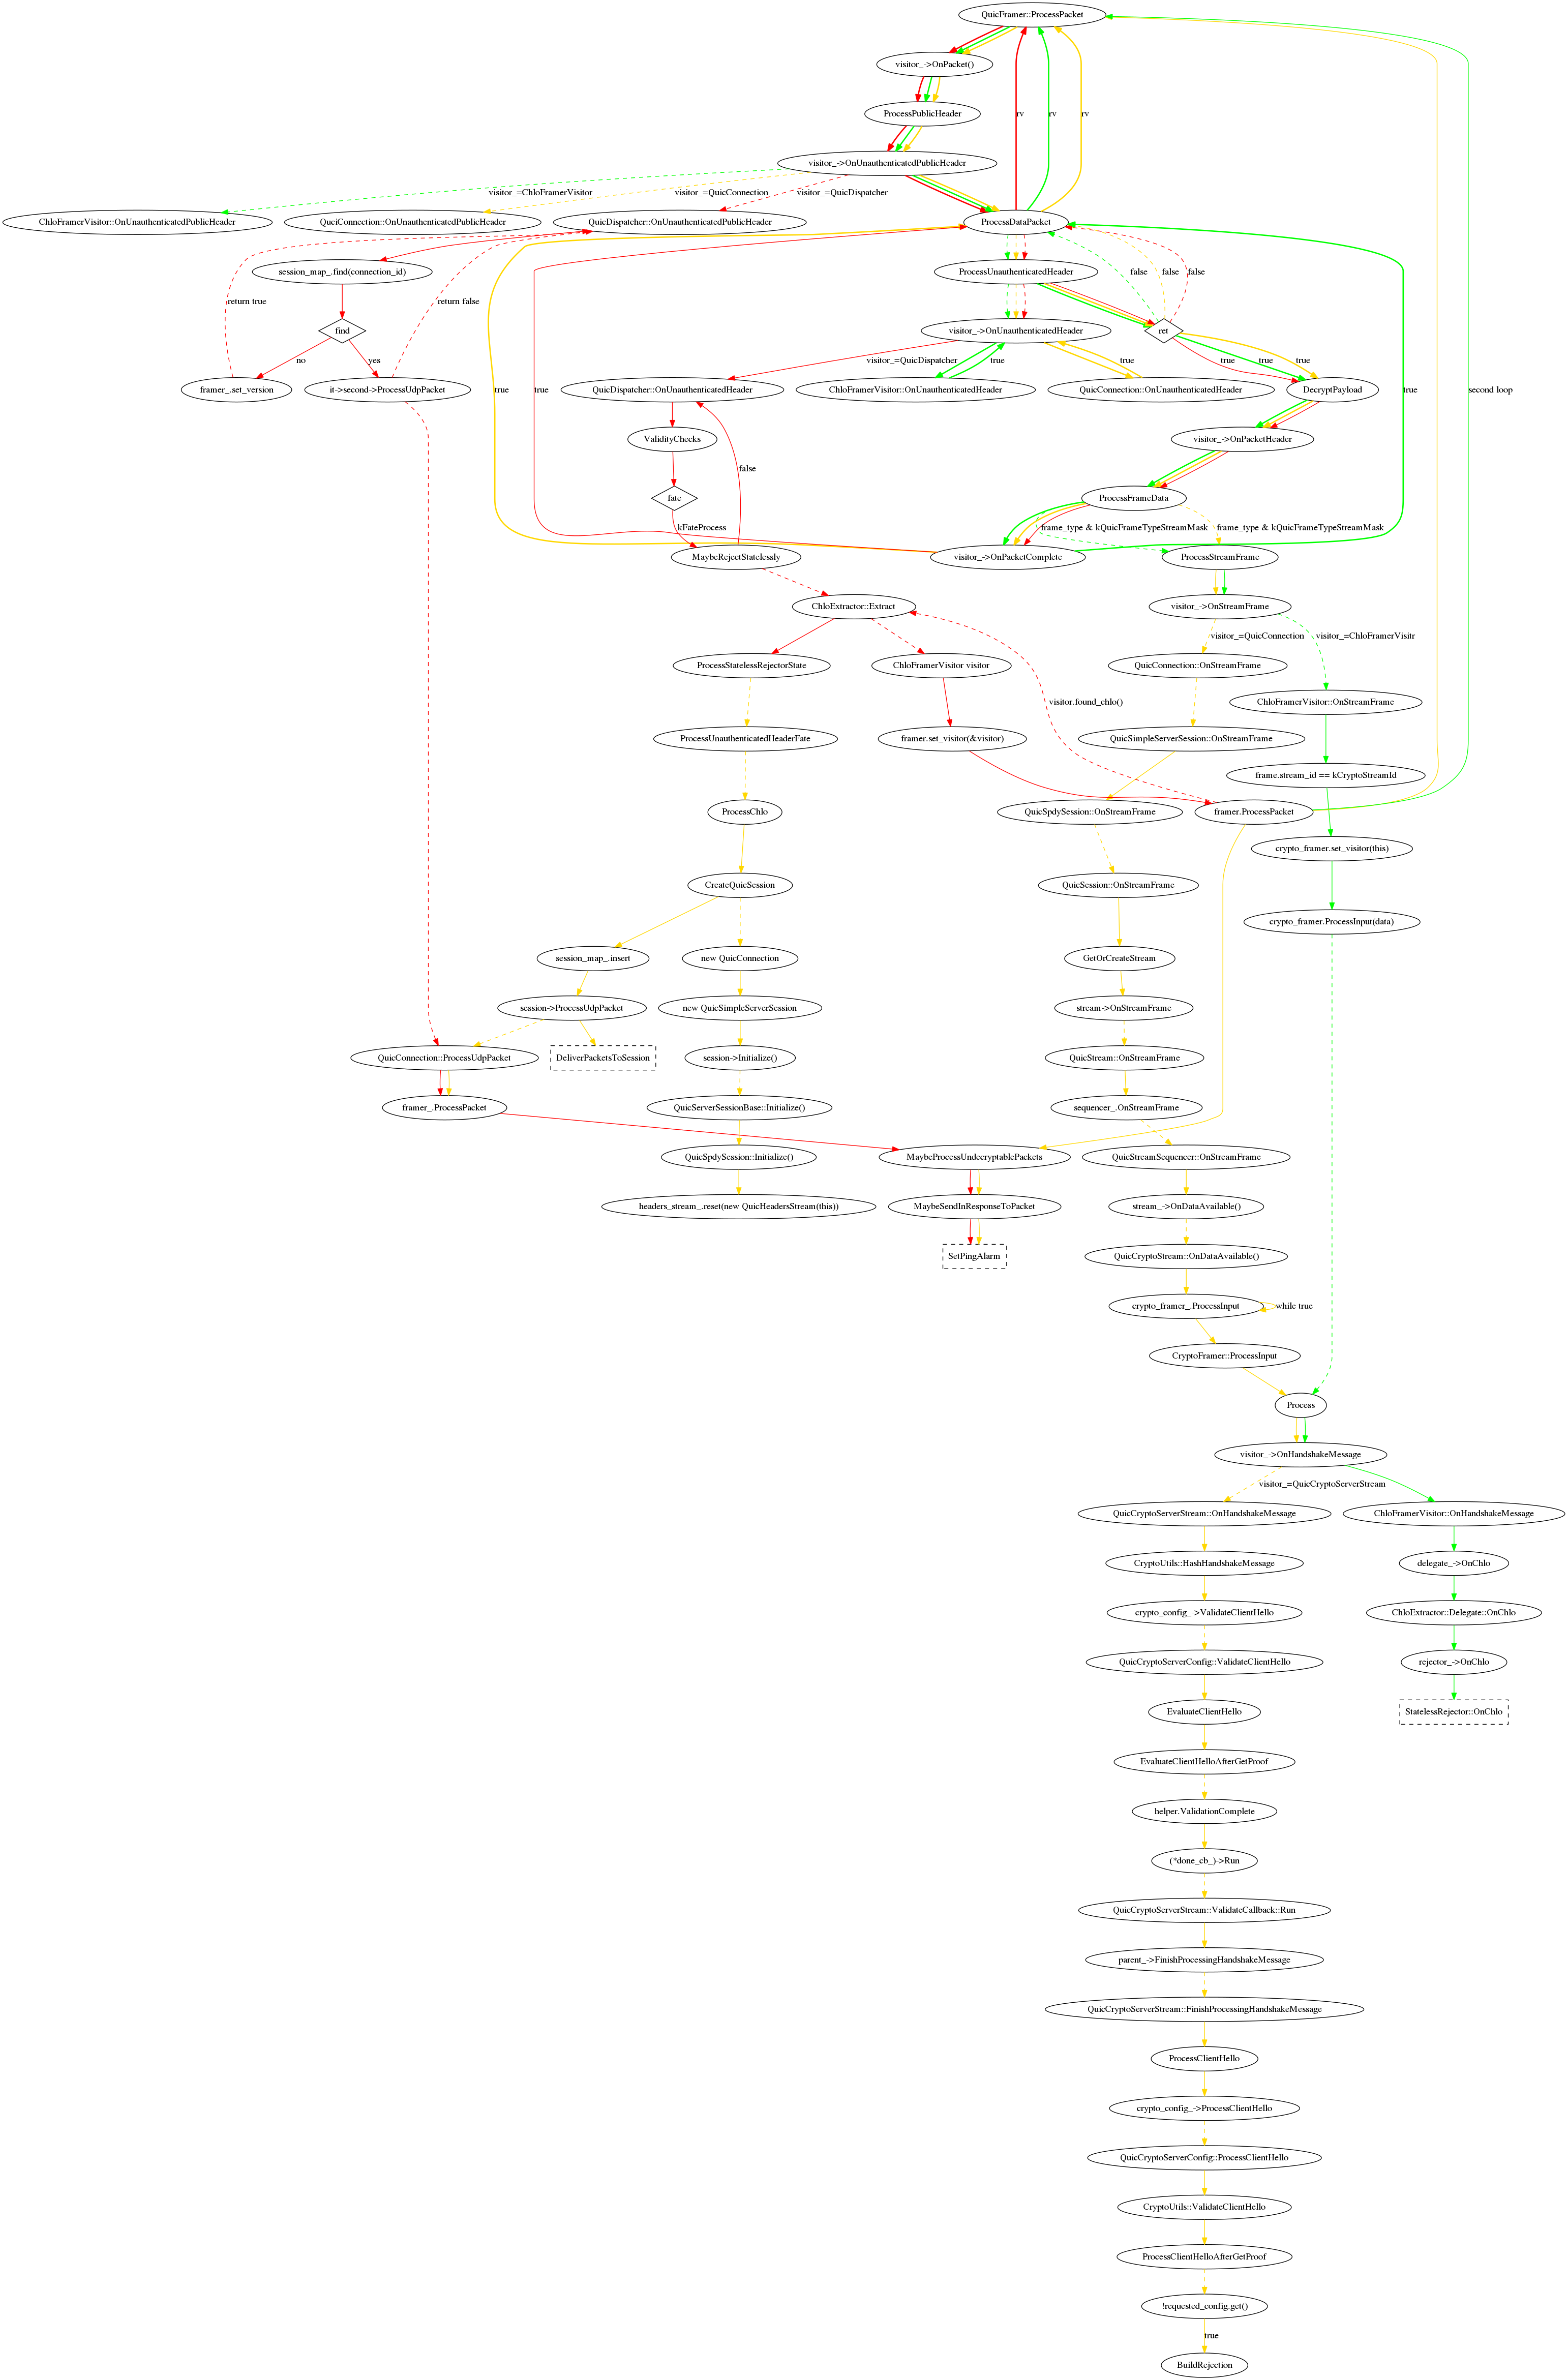 QuicFramer::ProcessPacket
visitor_->OnPacket()
ProcessPublicHeader
rv
rv
rv
visitor_->OnUnauthenticatedPublicHeader
visitor_=ChloFramerVisitor
visitor_=QuicConnection
visitor_=QuicDispatcher
ChloFramerVisitor::OnUnauthenticatedPublicHeader
QuciConnection::OnUnauthenticatedPublicHeader
QuicDispatcher::OnUnauthenticatedPublicHeader
ProcessDataPacket
session_map_.find(connection_id)
ProcessUnauthenticatedHeader
false
false
false
return true
return false
find
visitor_->OnUnauthenticatedHeader
ret
no
yes
visitor_=QuicDispatcher
true
true
true
true
true
framer_.set_version
it->second->ProcessUdpPacket
true
true
QuicDispatcher::OnUnauthenticatedHeader
ChloFramerVisitor::OnUnauthenticatedHeader
QuicConnection::OnUnauthenticatedHeader
DecryptPayload
true
second loop
ValidityChecks
visitor_->OnPacketHeader
false
fate
ProcessFrameData
kFateProcess
frame_type & kQuicFrameTypeStreamMask
frame_type & kQuicFrameTypeStreamMask
MaybeRejectStatelessly
visitor_->OnPacketComplete
ProcessStreamFrame
ChloExtractor::Extract
visitor_->OnStreamFrame
visitor_=QuicConnection
visitor_=ChloFramerVisitr
ProcessStatelessRejectorState
ChloFramerVisitor visitor
QuicConnection::OnStreamFrame
visitor.found_chlo()
ChloFramerVisitor::OnStreamFrame
ProcessUnauthenticatedHeaderFate
framer.set_visitor(&visitor)
QuicSimpleServerSession::OnStreamFrame
frame.stream_id == kCryptoStreamId
ProcessChlo
QuicSpdySession::OnStreamFrame
framer.ProcessPacket
crypto_framer.set_visitor(this)
CreateQuicSession
QuicSession::OnStreamFrame
crypto_framer.ProcessInput(data)
session_map_.insert
new QuicConnection
GetOrCreateStream
session->ProcessUdpPacket
new QuicSimpleServerSession
stream->OnStreamFrame
QuicConnection::ProcessUdpPacket
DeliverPacketsToSession
session->Initialize()
QuicStream::OnStreamFrame
framer_.ProcessPacket
QuicServerSessionBase::Initialize()
sequencer_.OnStreamFrame
QuicSpdySession::Initialize()
MaybeProcessUndecryptablePackets
QuicStreamSequencer::OnStreamFrame
headers_stream_.reset(new QuicHeadersStream(this))
MaybeSendInResponseToPacket
stream_->OnDataAvailable()
SetPingAlarm
QuicCryptoStream::OnDataAvailable()
crypto_framer_.ProcessInput
while true
CryptoFramer::ProcessInput
Process
visitor_->OnHandshakeMessage
visitor_=QuicCryptoServerStream
QuicCryptoServerStream::OnHandshakeMessage
ChloFramerVisitor::OnHandshakeMessage
CryptoUtils::HashHandshakeMessage
delegate_->OnChlo
crypto_config_->ValidateClientHello
ChloExtractor::Delegate::OnChlo
QuicCryptoServerConfig::ValidateClientHello
rejector_->OnChlo
EvaluateClientHello
StatelessRejector::OnChlo
EvaluateClientHelloAfterGetProof
helper.ValidationComplete
(*done_cb_)->Run
QuicCryptoServerStream::ValidateCallback::Run
parent_->FinishProcessingHandshakeMessage
QuicCryptoServerStream::FinishProcessingHandshakeMessage
ProcessClientHello
crypto_config_->ProcessClientHello
QuicCryptoServerConfig::ProcessClientHello
CryptoUtils::ValidateClientHello
ProcessClientHelloAfterGetProof
!requested_config.get()
true
BuildRejection